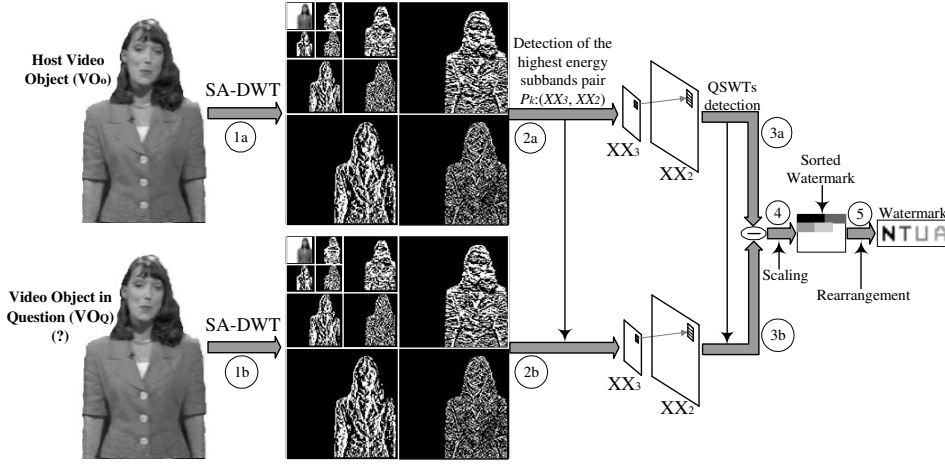 Host Video
Object (VOo)
SA-DWT
1a
Detection of the
highest energy
subbands pair
Pk:(XX3, XX2)
2a
XX3
XX2
QSWTs
detection
3a
Sorted
Watermark
4
5
Watermark
NTUA
Scaling
Rearrangement
Video Object in
Question (VOQ)
(?)
SA-DWT
1b
2b
XX3
XX2
3b